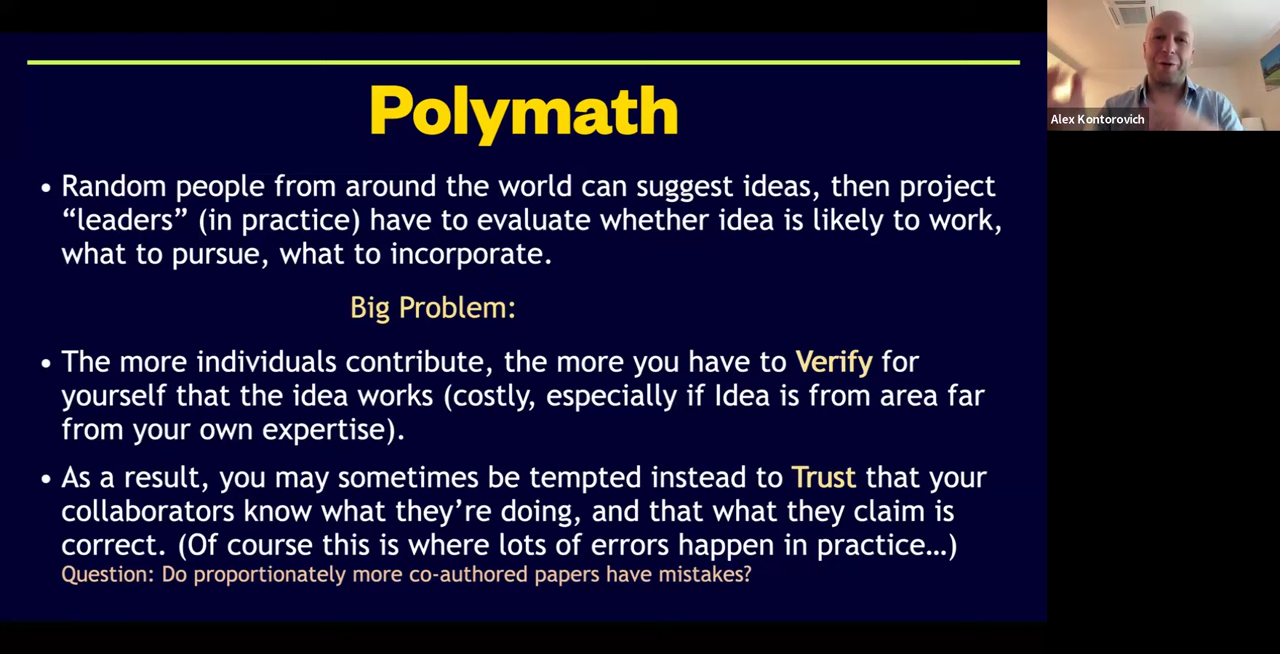 Polymath
• Random people from around the world can suggest ideas, then project
“leaders” (in practice) have to evaluate whether idea is likely to work,
what to pursue, what to incorporate.
Big Problem:
• The more individuals contribute, the more you have to Verify for
yourself that the idea works (costly, especially if Idea is from area far
from your own expertise).
• As a result, you may sometimes be tempted instead to Trust that your
collaborators know what they’re doing, and that what they claim is
correct. (Of course this is where lots of errors happen in practice…)
Question: Do proportionately more co-authored papers have mistakes?
Alex Kontorovich